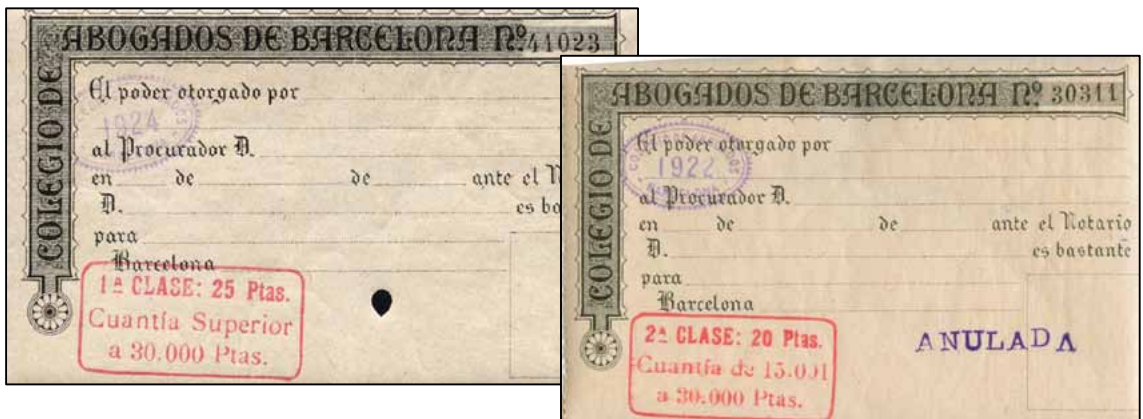 COLEGIO DE ABOGADOS DE BARCELONA Nº 41023
El poder otorgado por
1924
al Procurador D.
en de de ante el N
D. es ba
para
Barcelona
1ª CLASE: 25 Ptas.
Cuantía Superior
a 30.000 Ptas.
COLEGIO DE ABOGADOS DE BARCELONA Nº 30311
El poder otorgado por
1922
BARCELONA
al Procurador D.
en de de ante el Notario
D. es bastante
para
Barcelona
2ª CLASE: 20 Ptas.
Cuantía de 15.001
a 30.000 Ptas.
ANULADA